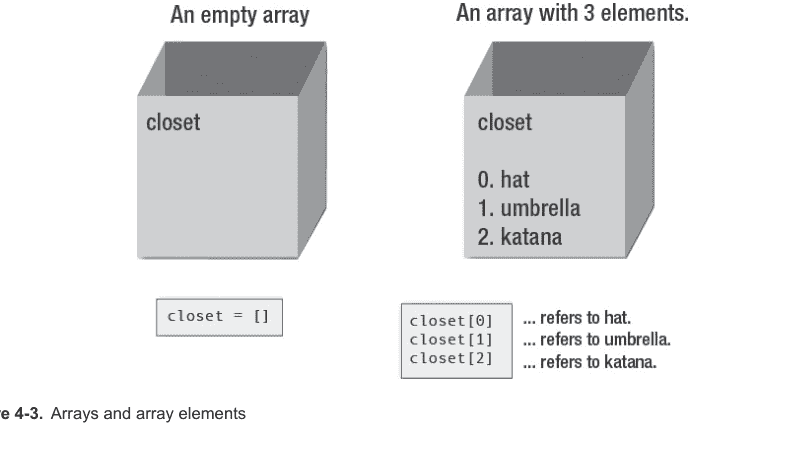 An empty array
closet
closet = []
An array with 3 elements.
closet
0. hat
1. umbrella
2. katana
closet[0] ... refers to hat.
closet[1] ... refers to umbrella.
closet[2] ... refers to katana.
4-3. Arrays and array elements